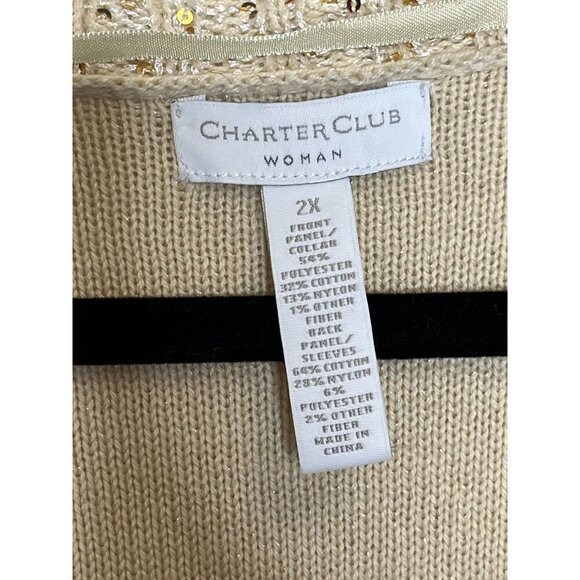 CHARTER CLUB
WOMAN
2X
FRONT
PANEL/
COLLAR
54%
POLYESTER
32% COTTON
13% NYLON
1% OTHER
FIBER
BACK
PANEL/
SLEEVES
64% COTTON
28% NYLON
6%
POLYESTER
2% OTHER
FIBER
MADE IN
CHINA